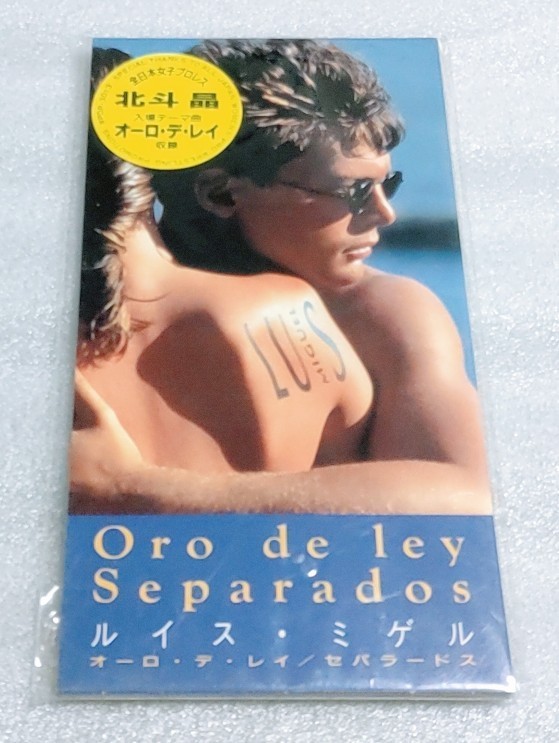 全日本女子プロレス
北斗 晶
入場テーマ曲
オーロ・デ・レイ
収録
LUIS
MIGUEL
Oro de ley
Separados
ルイス・ミゲル
オーロ・デ・レイ/セパラードス